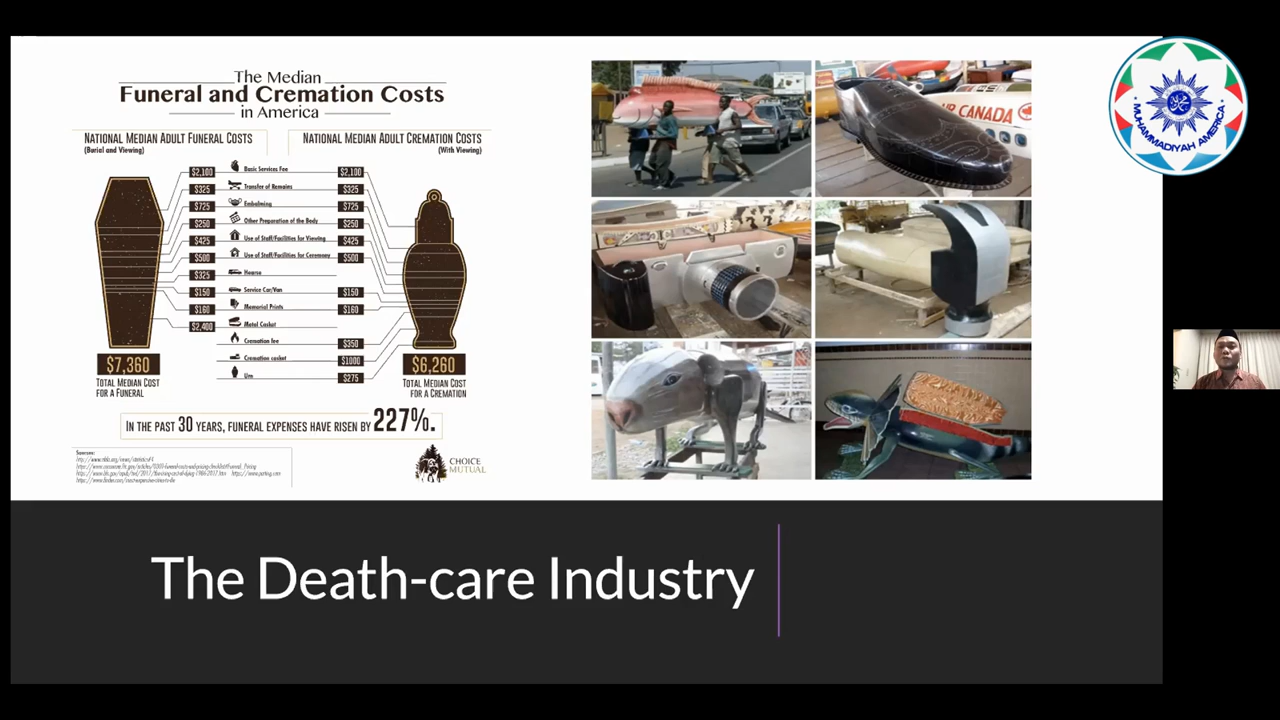 The Median
Funeral and Cremation Costs
in America
NATIONAL MEDIAN ADULT FUNERAL COSTS
(Burial and Viewing)
NATIONAL MEDIAN ADULT CREMATION COSTS
(With Viewing)
$2,100 Basic Services Fee $2,100
$325 Transfer of Remains $325
$725 Embalming $725
$250 Other Preparation of the Body $250
$425 Use of Staff/Facilities for Viewing $425
$500 Use of Staff/Facilities for Ceremony $500
$325 Hearse
$150 Service Car/Van $150
$160 Memorial Prints $160
$2,400 Metal Casket
Cremation fee $350
Cremation casket $1000
Urn $275
$7,360
TOTAL MEDIAN COST
FOR A FUNERAL
$6,260
TOTAL MEDIAN COST
FOR A CREMATION
IN THE PAST 30 YEARS, FUNERAL EXPENSES HAVE RISEN BY 227%.
Sources:
CHOICE
MUTUAL
AIR CANADA
MUHAMMADIYAH AMERICA
The Death-care Industry